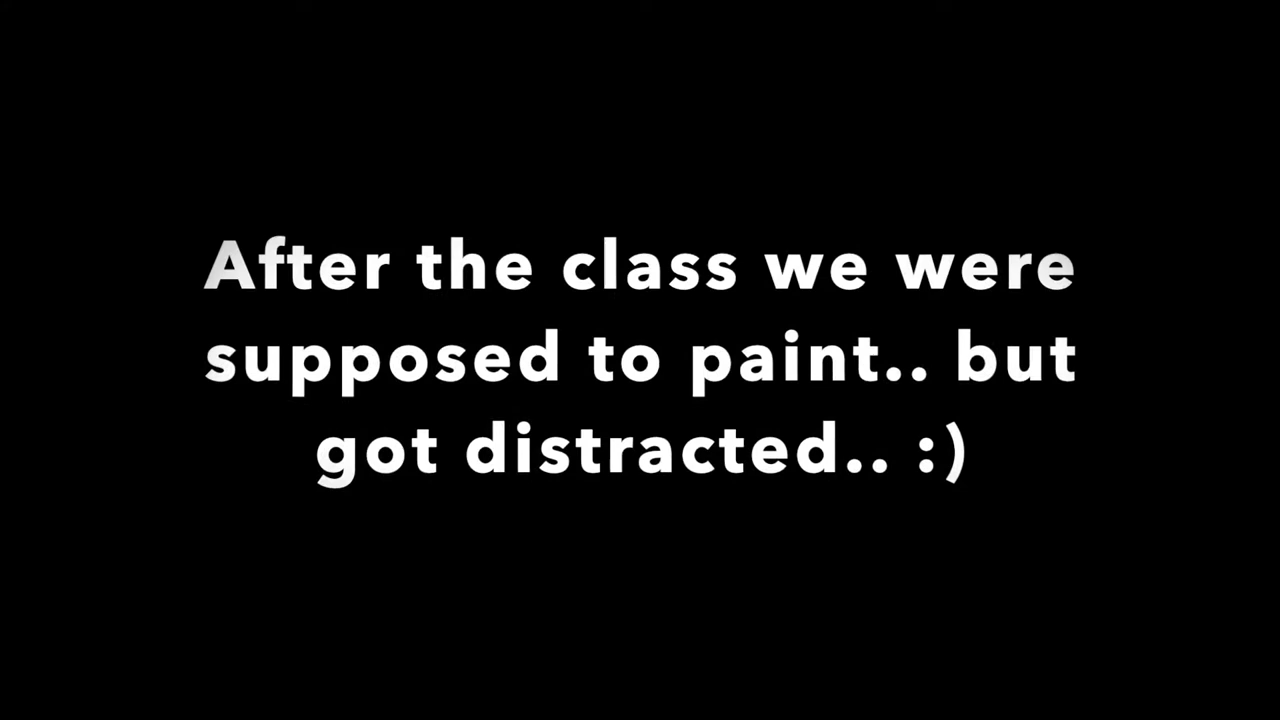 After the class we were
supposed to paint.. but
got distracted.. :)